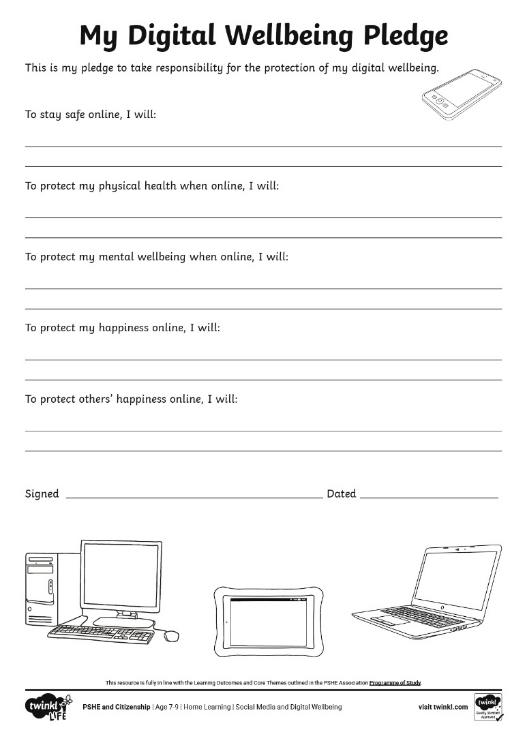 My Digital Wellbeing Pledge
This is my pledge to take responsibility for the protection of my digital wellbeing.
To stay safe online, I will:
To protect my physical health when online, I will:
To protect my mental wellbeing when online, I will:
To protect my happiness online, I will:
To protect others' happiness online, I will:
Signed Dated
This resource is fully in line with the Learning Outcomes and Core Themes outlined in the PSHE Association Programme of Study.
twinkl LIFE
PSHE and Citizenship | Age 7-9 | Home Learning | Social Media and Digital Wellbeing
visit twinkl.com
twinkl